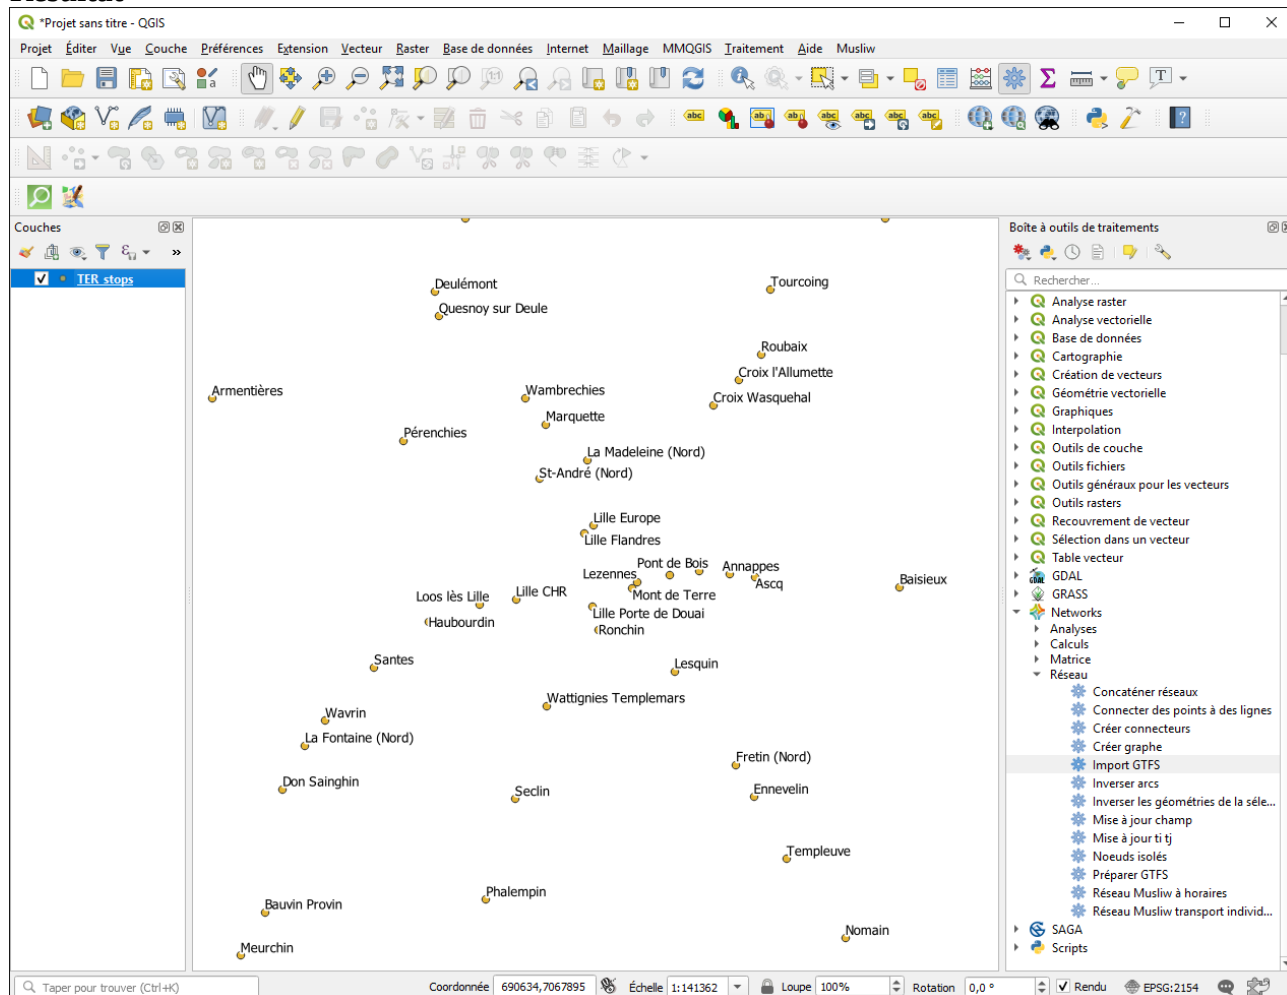 Résultat
*Projet sans titre - QGIS
Projet Éditer Vue Couche Préférences Extension Vecteur Raster Base de données Internet Maillage MMQGIS Traitement Aide Musliw
Couches
TER stops
Deulémont
Tourcoing
Quesnoy sur Deule
Roubaix
Croix l'Allumette
Armentières
Wambrechies
Croix Wasquehal
Marquette
Pérenchies
La Madeleine (Nord)
St-André (Nord)
Lille Europe
Lille Flandres
Pont de Bois
Annappes
Lezennes
Ascq
Baisieux
Loos lès Lille
Lille CHR
Mont de Terre
Lille Porte de Douai
Haubourdin
Ronchin
Santes
Lesquin
Wattignies Templemars
Wavrin
La Fontaine (Nord)
Fretin (Nord)
Don Sainghin
Seclin
Ennevelin
Templeuve
Phalempin
Bauvin Provin
Nomain
Meurchin
Boîte à outils de traitements
Rechercher...
Analyse raster
Analyse vectorielle
Base de données
Cartographie
Création de vecteurs
Géométrie vectorielle
Graphiques
Interpolation
Outils de couche
Outils fichiers
Outils généraux pour les vecteurs
Outils rasters
Recouvrement de vecteur
Sélection dans un vecteur
Table vecteur
GDAL
GRASS
Networks
Analyses
Calculs
Matrice
Réseau
Concaténer réseaux
Connecter des points à des lignes
Créer connecteurs
Créer graphe
Import GTFS
Inverser arcs
Inverser les géométries de la séle...
Mise à jour champ
Mise à jour ti tj
Noeuds isolés
Préparer GTFS
Réseau Musliw à horaires
Réseau Musliw transport individ...
SAGA
Scripts
Taper pour trouver (Ctrl+K)
Coordonnée 690634,7067895 Échelle 1:141362 Loupe 100% Rotation 0,0 ° Rendu EPSG:2154